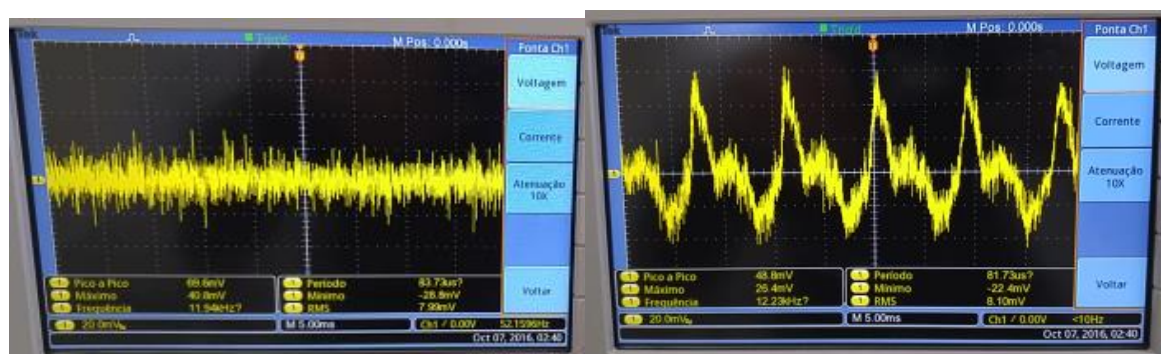 Tek
Trig'd
M Pos: 0.000s
Ponta Ch1
Voltagem
Corrente
Atenuação
10X
Voltar
Pico a Pico 69.6mV
Máximo 40.8mV
Frequência 11.94kHz?
Período 83.73us?
Mínimo -28.8mV
RMS 7.99mV
1 20.0mV
M 5.00ms
Ch1 / 0.00V 52.1596Hz
Oct 07, 2016, 02:40
Tek
Trig'd
M Pos: 0.000s
Ponta Ch1
Voltagem
Corrente
Atenuação
10X
Voltar
Pico a Pico 48.8mV
Máximo 26.4mV
Frequência 12.23kHz?
Período 81.73us?
Mínimo -22.4mV
RMS 8.10mV
1 20.0mV
M 5.00ms
Ch1 / 0.00V <10Hz
Oct 07, 2016, 02:40